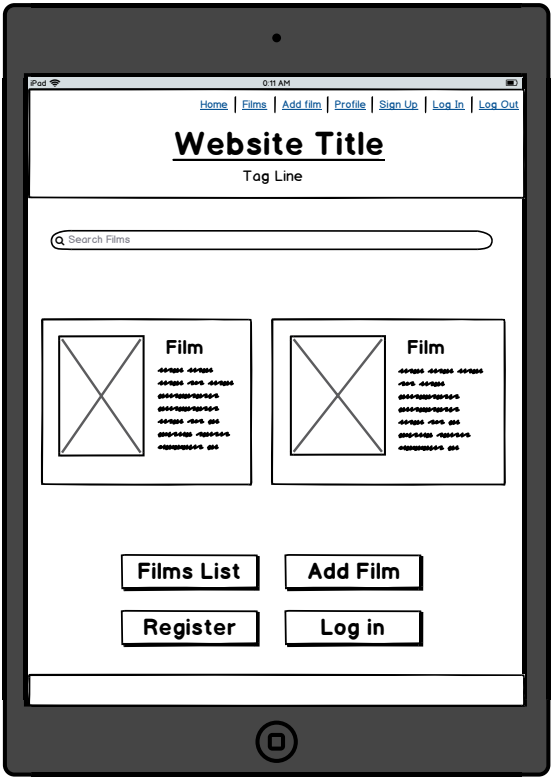 iPad 0:11 AM
Home Films Add film Profile Sign Up Log In Log Out
Website Title
Tag Line
Search Films
Film Film
Films List Add Film
Register Log in